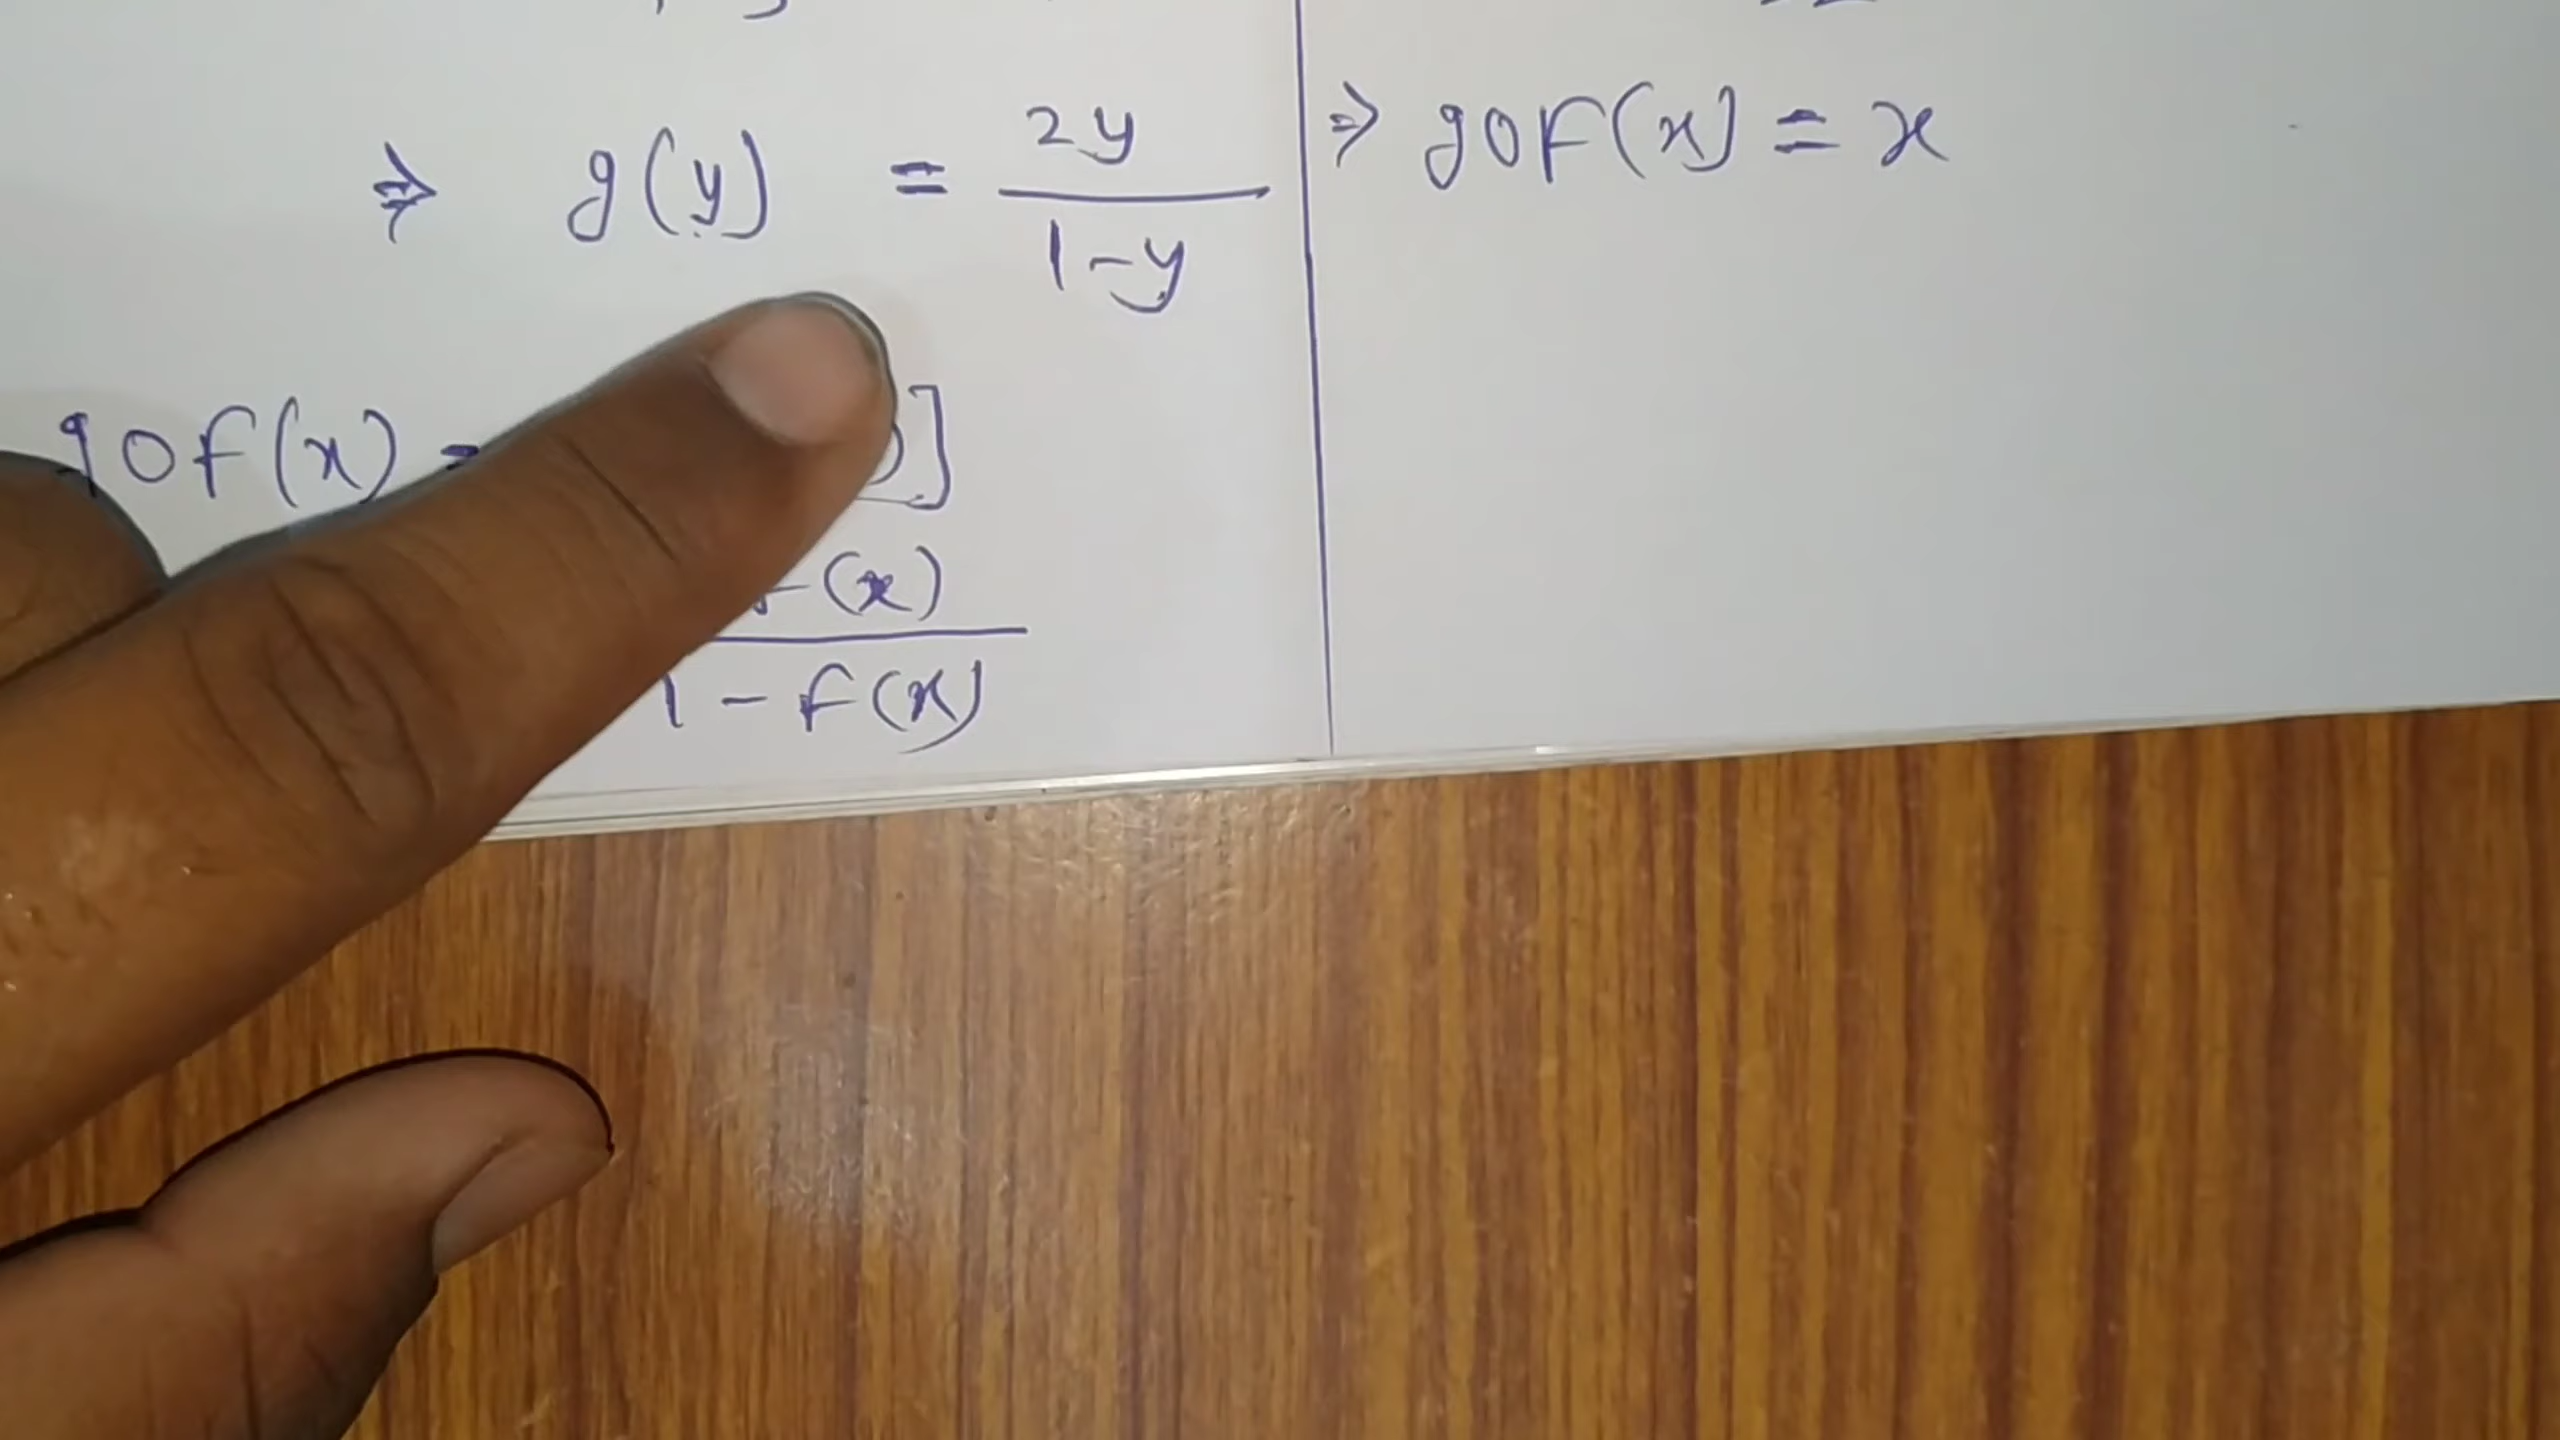 ⇒ g(y) = 2y / 1-y
gof(x) = )]
(x) / 1 - f(x)
⇒ gof(x) = x